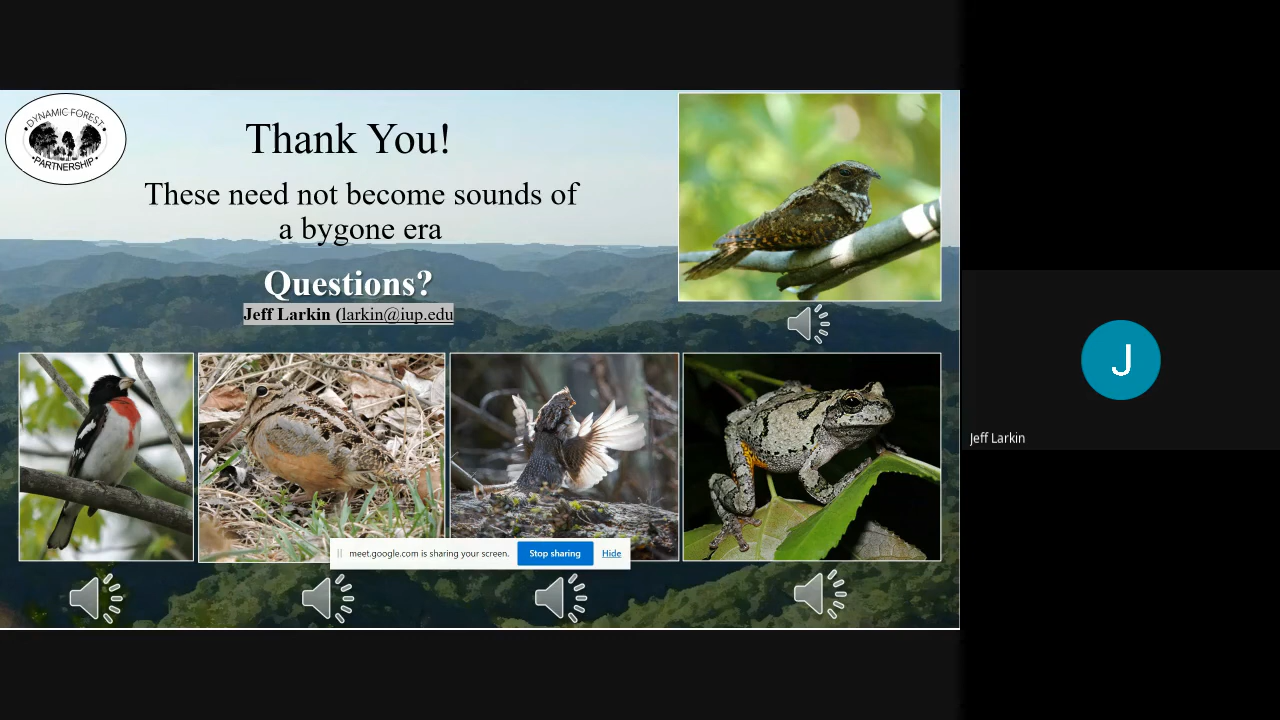 DYNAMIC FOREST
PARTNERSHIP
Thank You!
These need not become sounds of
a bygone era
Questions?
Jeff Larkin (larkin@iup.edu
meet.google.com is sharing your screen. Stop sharing Hide
J
Jeff Larkin